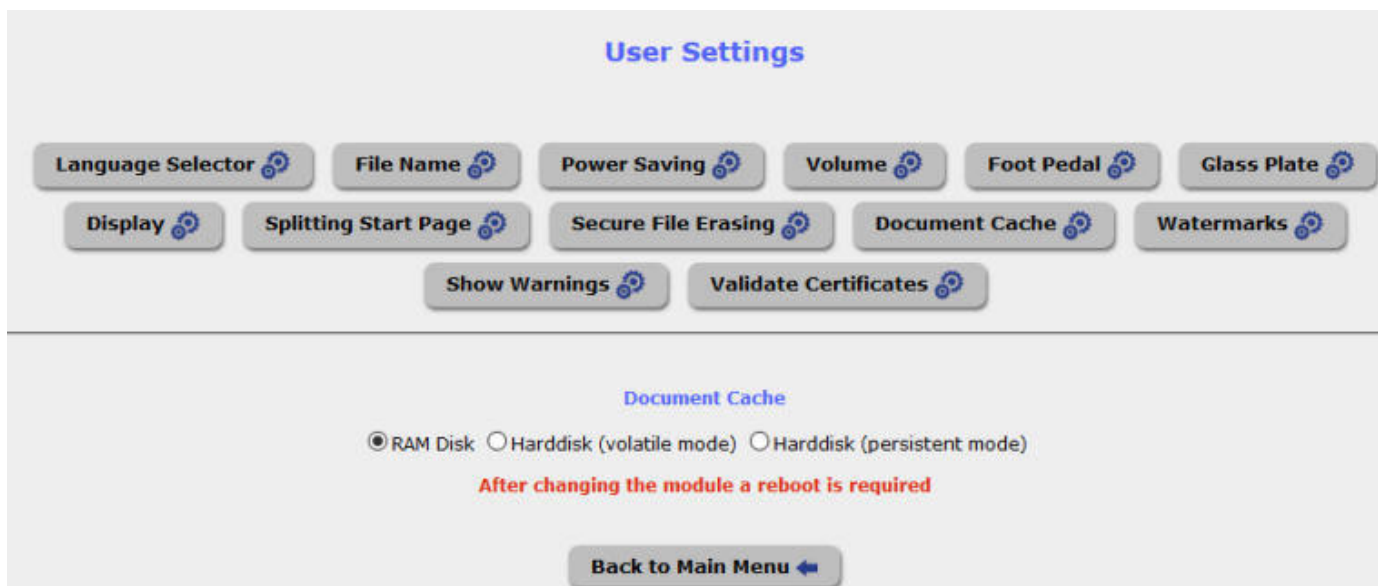 User Settings
Language Selector File Name Power Saving Volume Foot Pedal Glass Plate
Display Splitting Start Page Secure File Erasing Document Cache Watermarks
Show Warnings Validate Certificates
Document Cache
RAM Disk Harddisk (volatile mode) Harddisk (persistent mode)
After changing the module a reboot is required
Back to Main Menu